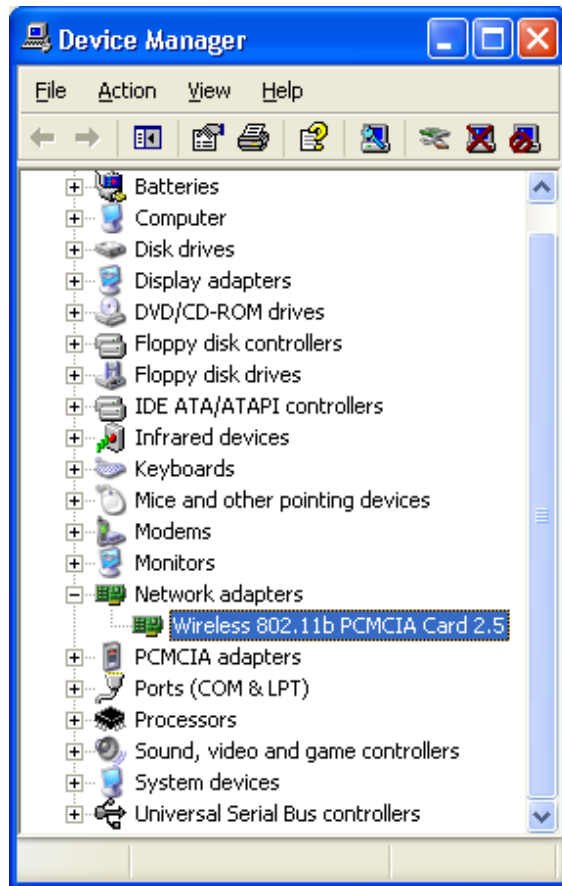 Device Manager
File Action View Help
Batteries
Computer
Disk drives
Display adapters
DVD/CD-ROM drives
Floppy disk controllers
Floppy disk drives
IDE ATA/ATAPI controllers
Infrared devices
Keyboards
Mice and other pointing devices
Modems
Monitors
Network adapters
Wireless 802.11b PCMCIA Card 2.5
PCMCIA adapters
Ports (COM & LPT)
Processors
Sound, video and game controllers
System devices
Universal Serial Bus controllers